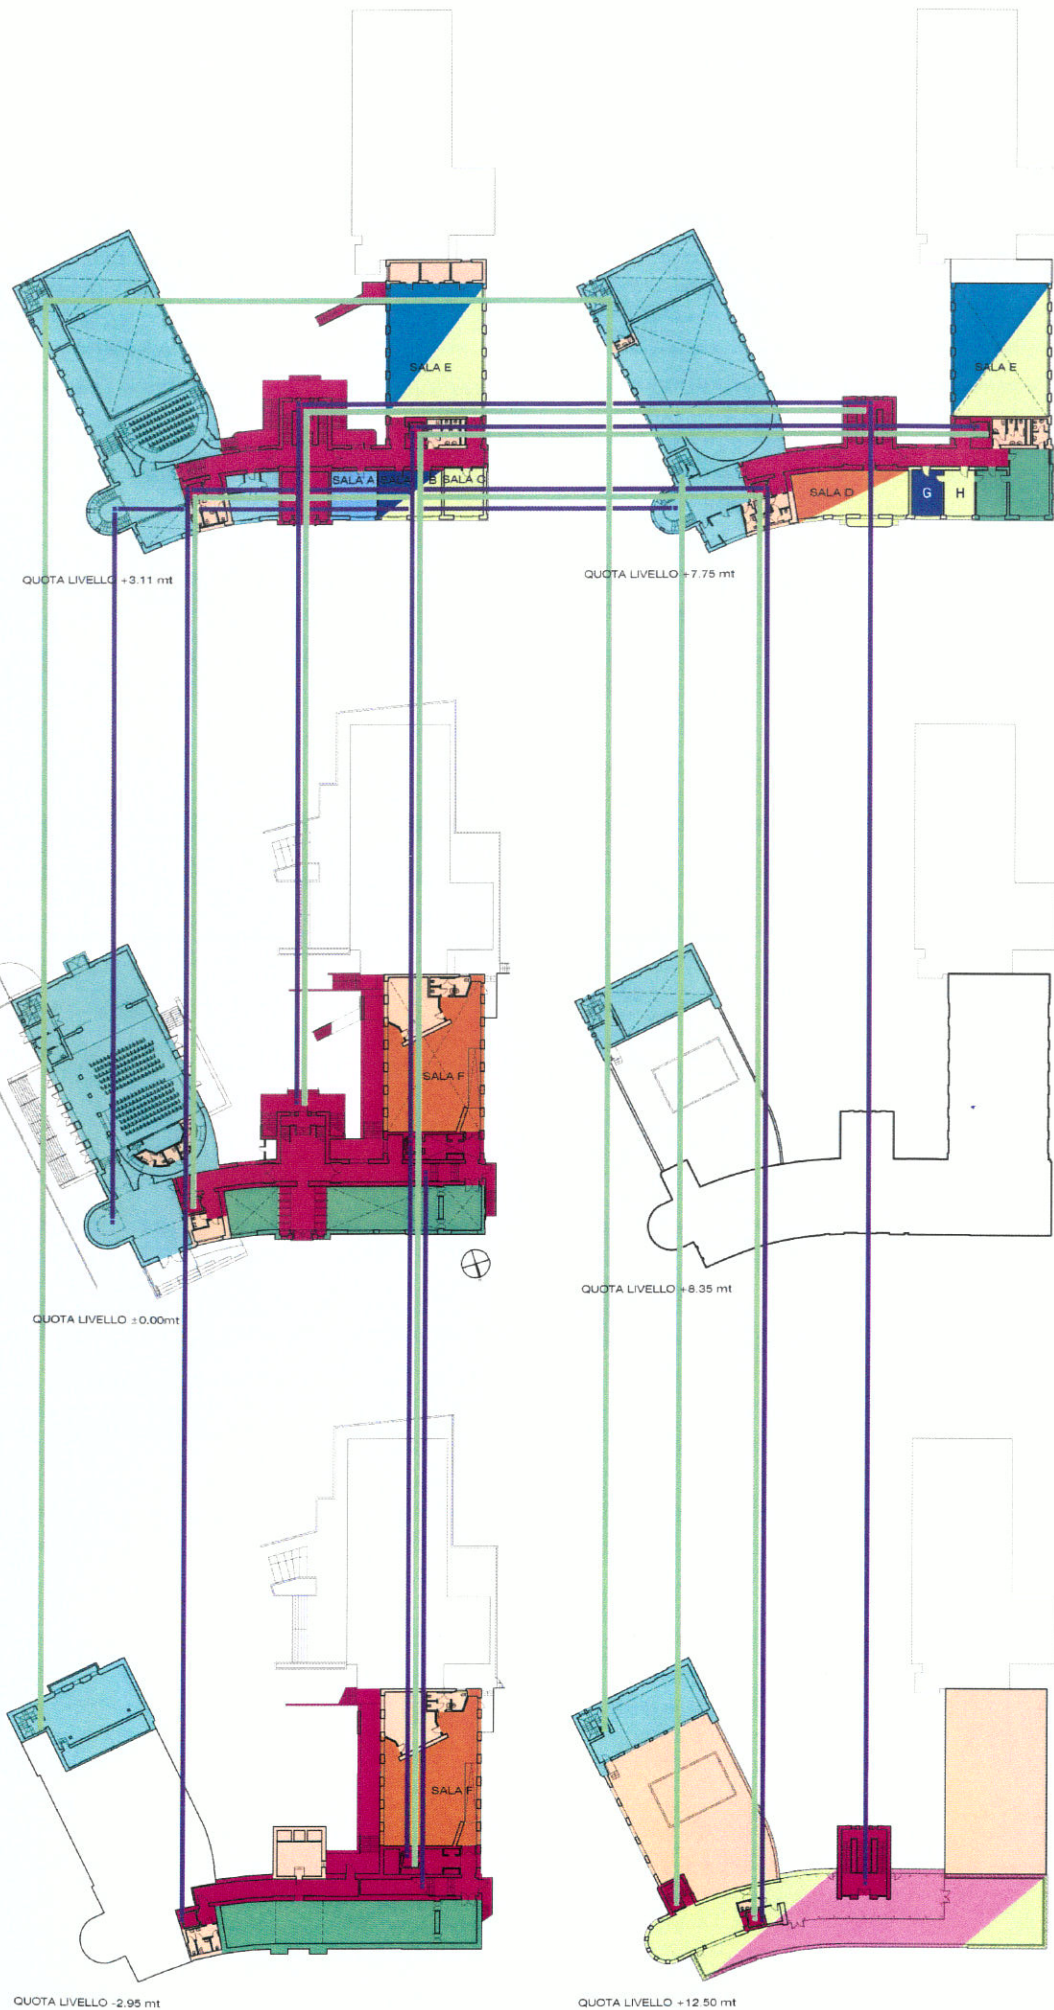 SALA E
SALA A
B
SALA C
QUOTA LIVELLO +3.11 mt
SALA E
SALA D
G
H
QUOTA LIVELLO +7.75 mt
SALA F
QUOTA LIVELLO ±0.00mt
QUOTA LIVELLO +8.35 mt
SALA F
QUOTA LIVELLO -2.95 mt
QUOTA LIVELLO +12.50 mt